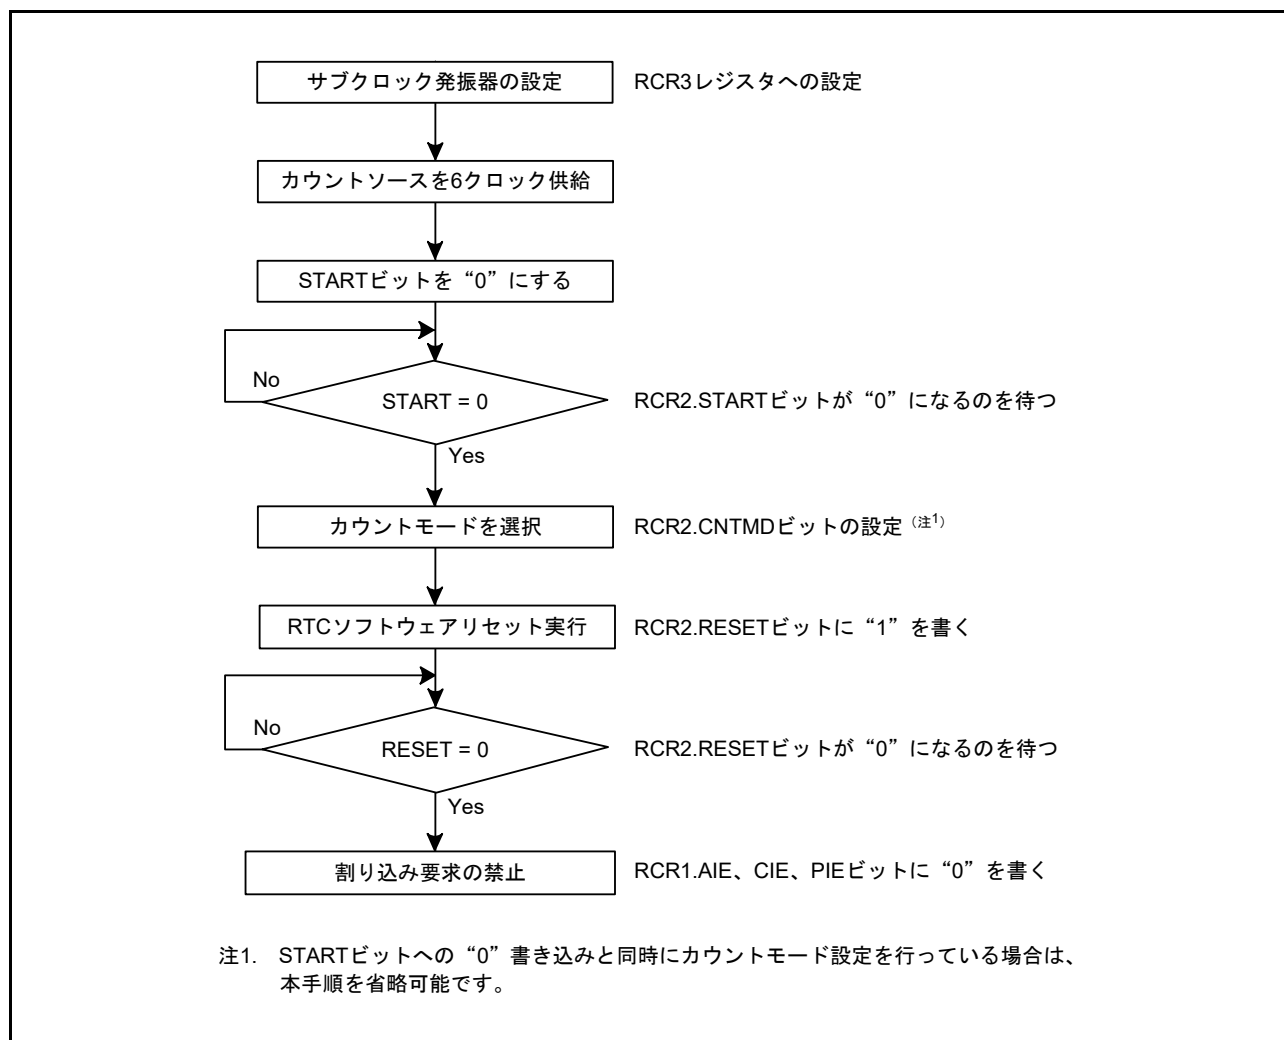 サブクロック発振器の設定 RCR3レジスタへの設定
カウントソースを6クロック供給
STARTビットを“0”にする
No
START = 0 RCR2.STARTビットが“0”になるのを待つ
Yes
カウントモードを選択 RCR2.CNTMDビットの設定（注1）
RTCソフトウェアリセット実行 RCR2.RESETビットに“1”を書く
No
RESET = 0 RCR2.RESETビットが“0”になるのを待つ
Yes
割り込み要求の禁止 RCR1.AIE、CIE、PIEビットに“0”を書く
注1. STARTビットへの“0”書き込みと同時にカウントモード設定を行っている場合は、
本手順を省略可能です。